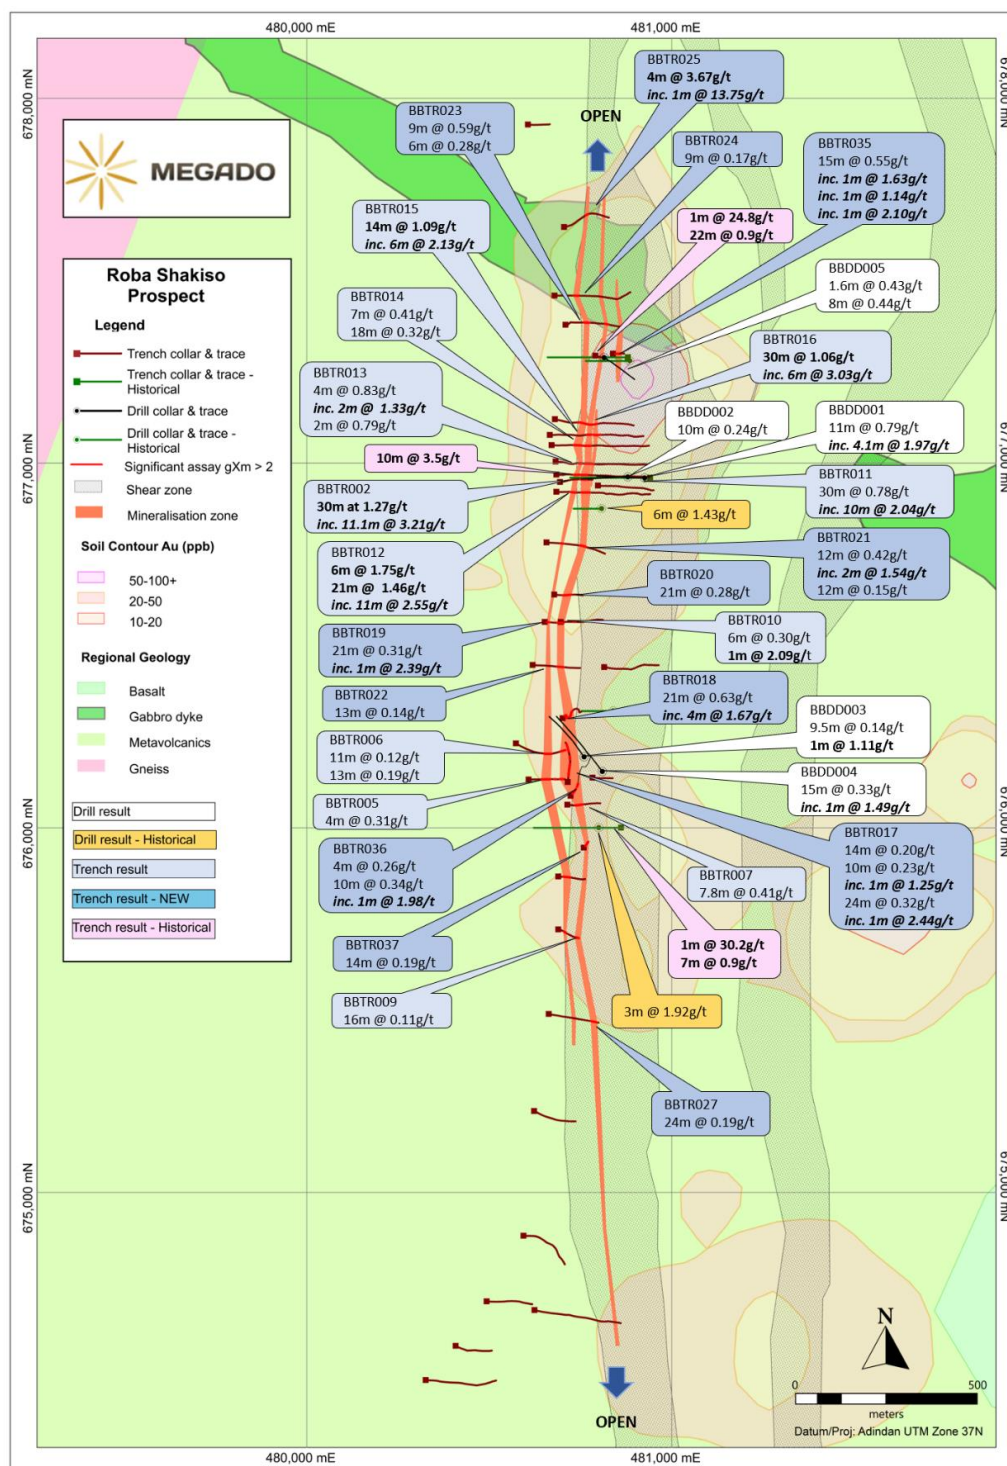 480,000 mE
481,000 mE
678,000 mN
678,000 mN
MEGADO
OPEN
BBTR025
4m @ 3.67g/t
inc. 1m @ 13.75g/t
BBTR023
9m @ 0.59g/t
6m @ 0.28g/t
BBTR024
9m @ 0.17g/t
BBTR035
15m @ 0.55g/t
inc. 1m @ 1.63g/t
inc. 1m @ 1.14g/t
inc. 1m @ 2.10g/t
BBTR015
14m @ 1.09g/t
inc. 6m @ 2.13g/t
1m @ 24.8g/t
22m @ 0.9g/t
BBDD005
1.6m @ 0.43g/t
8m @ 0.44g/t
BBTR014
7m @ 0.41g/t
18m @ 0.32g/t
BBTR016
30m @ 1.06g/t
inc. 6m @ 3.03g/t
BBTR013
4m @ 0.83g/t
inc. 2m @ 1.33g/t
2m @ 0.79g/t
BBDD002
10m @ 0.24g/t
BBDD001
11m @ 0.79g/t
inc. 4.1m @ 1.97g/t
10m @ 3.5g/t
677,000 mN
677,000 mN
BBTR002
30m at 1.27g/t
inc. 11.1m @ 3.21g/t
BBTR011
30m @ 0.78g/t
inc. 10m @ 2.04g/t
6m @ 1.43g/t
BBTR012
6m @ 1.75g/t
21m @ 1.46g/t
inc. 11m @ 2.55g/t
BBTR021
12m @ 0.42g/t
inc. 2m @ 1.54g/t
12m @ 0.15g/t
BBTR020
21m @ 0.28g/t
BBTR019
21m @ 0.31g/t
inc. 1m @ 2.39g/t
BBTR010
6m @ 0.30g/t
1m @ 2.09g/t
BBTR022
13m @ 0.14g/t
BBTR018
21m @ 0.63g/t
inc. 4m @ 1.67g/t
BBDD003
9.5m @ 0.14g/t
1m @ 1.11g/t
BBTR006
11m @ 0.12g/t
13m @ 0.19g/t
BBDD004
15m @ 0.33g/t
inc. 1m @ 1.49g/t
BBTR005
4m @ 0.31g/t
676,000 mN
676,000 mN
BBTR017
14m @ 0.20g/t
10m @ 0.23g/t
inc. 1m @ 1.25g/t
24m @ 0.32g/t
inc. 1m @ 2.44g/t
BBTR036
4m @ 0.26g/t
10m @ 0.34g/t
inc. 1m @ 1.98/t
BBTR007
7.8m @ 0.41g/t
BBTR037
14m @ 0.19g/t
1m @ 30.2g/t
7m @ 0.9g/t
BBTR009
16m @ 0.11g/t
3m @ 1.92g/t
BBTR027
24m @ 0.19g/t
675,000 mN
675,000 mN
OPEN
Roba Shakiso
Prospect
Legend
Trench collar & trace
Trench collar & trace -
Historical
Drill collar & trace
Drill collar & trace -
Historical
Significant assay gXm > 2
Shear zone
Mineralisation zone
Soil Contour Au (ppb)
50-100+
20-50
10-20
Regional Geology
Basalt
Gabbro dyke
Metavolcanics
Gneiss
Drill result
Drill result - Historical
Trench result
Trench result - NEW
Trench result - Historical
N
0
500
meters
Datum/Proj: Adindan UTM Zone 37N
480,000 mE
481,000 mE